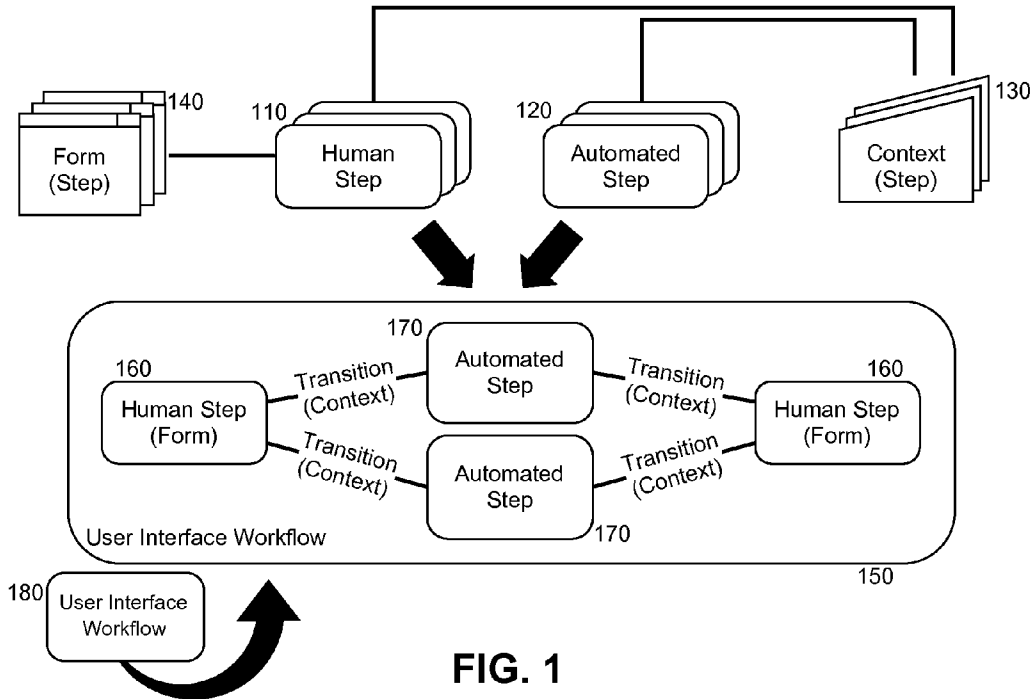 140
110
120
130
Form
(Step)
Human
Step
Automated
Step
Context
(Step)
170
Automated
Step
160
Transition
(Context)
Transition
(Context)
160
Human Step
(Form)
Human Step
(Form)
Transition
(Context)
Automated
Step
Transition
(Context)
170
User Interface Workflow
150
180
User Interface
Workflow
FIG. 1